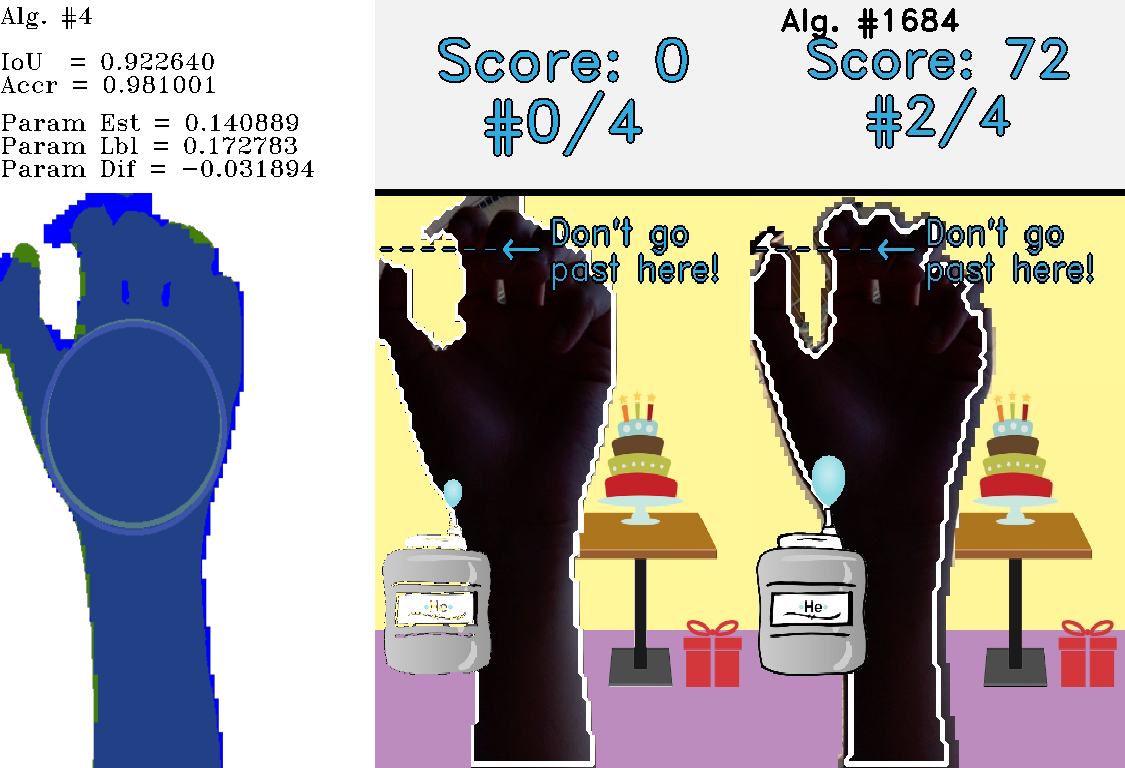 Alg. #4
IoU = 0.922640
Accr = 0.981001
Param Est = 0.140889
Param Lbl = 0.172783
Param Dif = −0.031894
Score: 0
#0/4
Don't go
past here!
He
Alg. #1684
Score: 72
#2/4
Don't go
past here!
He